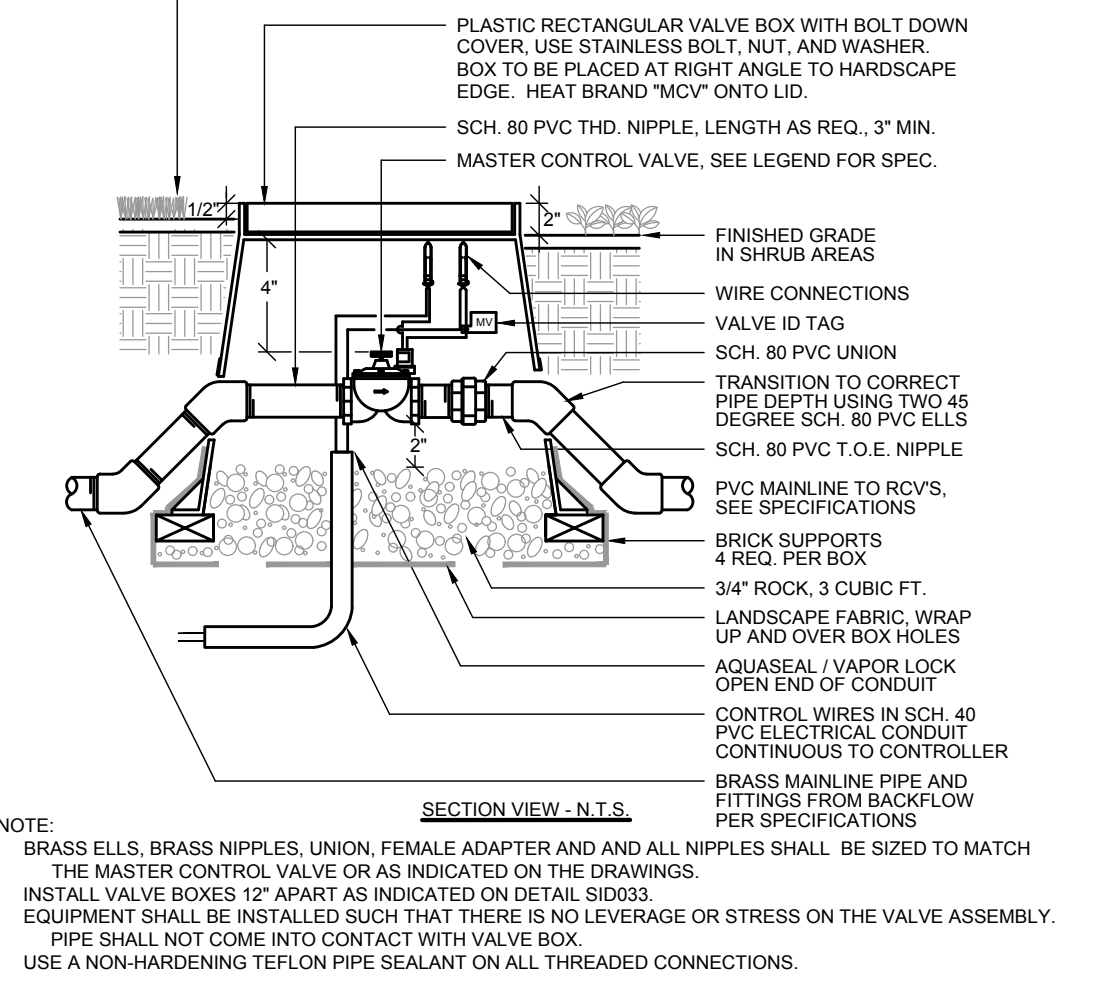 PLASTIC RECTANGULAR VALVE BOX WITH BOLT DOWN
COVER, USE STAINLESS BOLT, NUT, AND WASHER.
BOX TO BE PLACED AT RIGHT ANGLE TO HARDSCAPE
EDGE. HEAT BRAND "MCV" ONTO LID.
SCH. 80 PVC THD. NIPPLE, LENGTH AS REQ., 3" MIN.
MASTER CONTROL VALVE, SEE LEGEND FOR SPEC.
1/2"
2"
FINISHED GRADE
IN SHRUB AREAS
4"
WIRE CONNECTIONS
MV
VALVE ID TAG
SCH. 80 PVC UNION
TRANSITION TO CORRECT
PIPE DEPTH USING TWO 45
DEGREE SCH. 80 PVC ELLS
2"
SCH. 80 PVC T.O.E. NIPPLE
PVC MAINLINE TO RCV'S,
SEE SPECIFICATIONS
BRICK SUPPORTS
4 REQ. PER BOX
3/4" ROCK, 3 CUBIC FT.
LANDSCAPE FABRIC, WRAP
UP AND OVER BOX HOLES
AQUASEAL / VAPOR LOCK
OPEN END OF CONDUIT
CONTROL WIRES IN SCH. 40
PVC ELECTRICAL CONDUIT
CONTINUOUS TO CONTROLLER
BRASS MAINLINE PIPE AND
FITTINGS FROM BACKFLOW
PER SPECIFICATIONS
SECTION VIEW - N.T.S.
NOTE:
BRASS ELLS, BRASS NIPPLES, UNION, FEMALE ADAPTER AND AND ALL NIPPLES SHALL BE SIZED TO MATCH
THE MASTER CONTROL VALVE OR AS INDICATED ON THE DRAWINGS.
INSTALL VALVE BOXES 12" APART AS INDICATED ON DETAIL SID033.
EQUIPMENT SHALL BE INSTALLED SUCH THAT THERE IS NO LEVERAGE OR STRESS ON THE VALVE ASSEMBLY.
PIPE SHALL NOT COME INTO CONTACT WITH VALVE BOX.
USE A NON-HARDENING TEFLON PIPE SEALANT ON ALL THREADED CONNECTIONS.